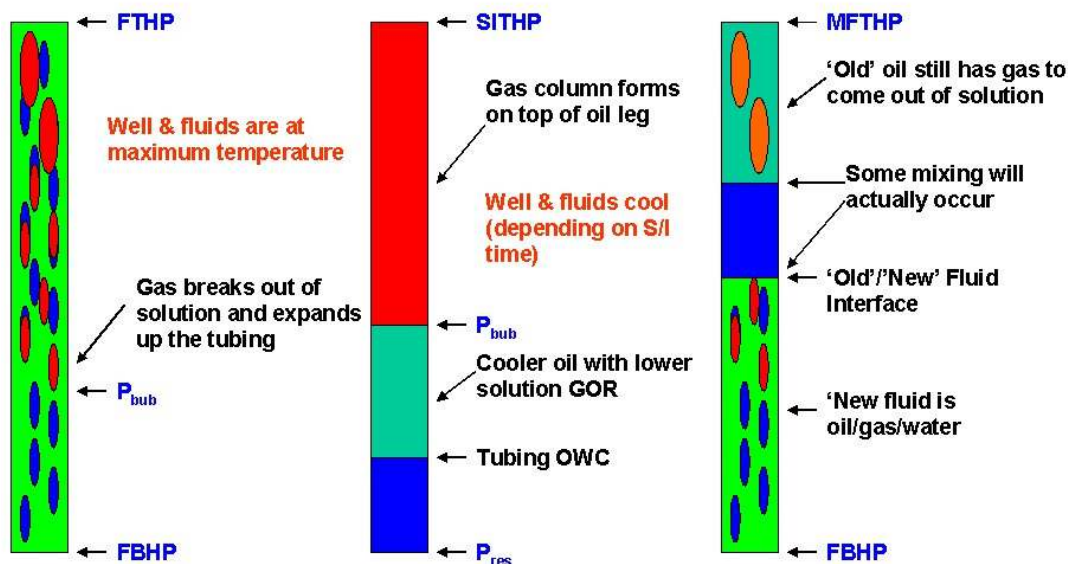 FTHP
Well & fluids are at
maximum temperature
Gas breaks out of
solution and expands
up the tubing
Pbub
FBHP
SITHP
Gas column forms
on top of oil leg
Well & fluids cool
(depending on S/I
time)
Pbub
Cooler oil with lower
solution GOR
Tubing OWC
Pres
MFTHP
‘Old’ oil still has gas to
come out of solution
Some mixing will
actually occur
‘Old’/’New’ Fluid
Interface
‘New fluid is
oil/gas/water
FBHP